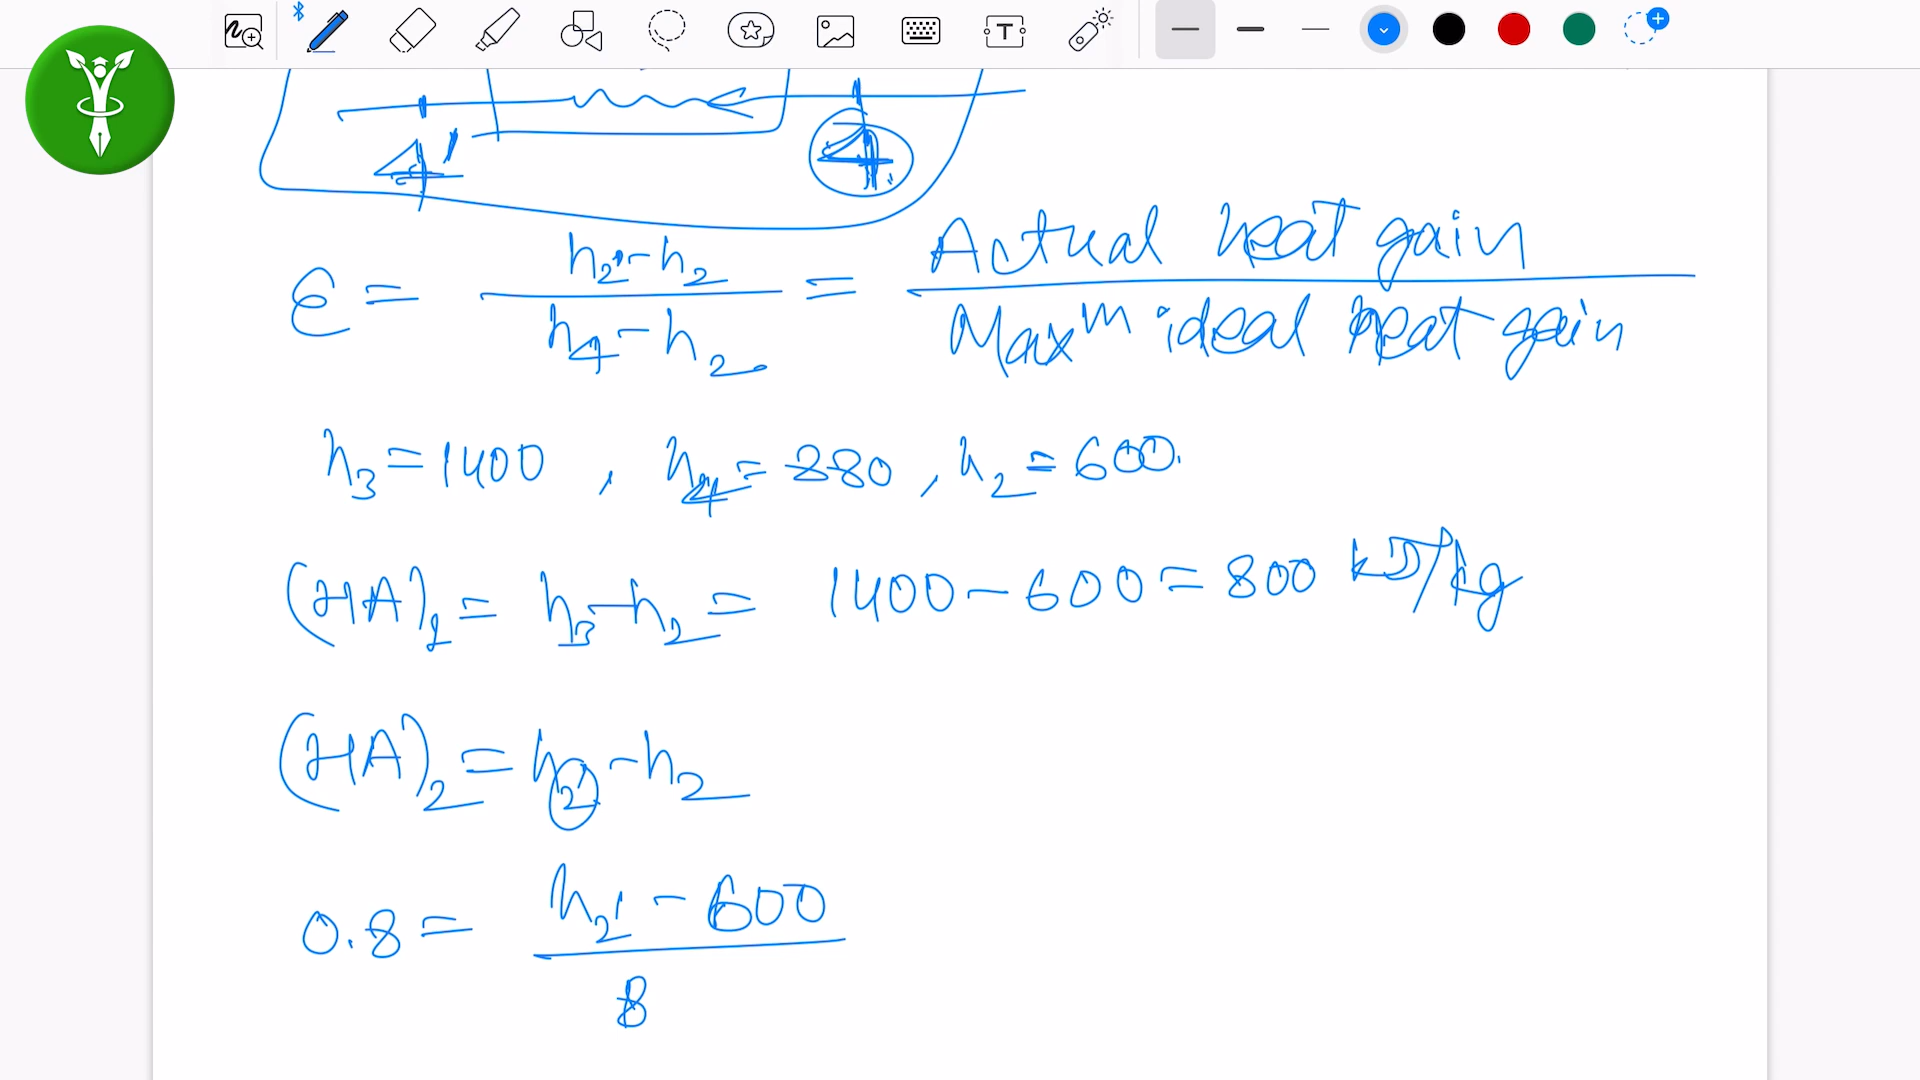 4' 4
ε = (h2' - h2) / (h4 - h2) = Actual heat gain / Maxᵐ ideal heat gain
h3 = 1400 , h4 = 880 , h2 = 600.
(HA)1 = h3 - h2 = 1400 - 600 = 800 kJ/kg
(HA)2 = h2' - h2
0.8 = (h2' - 600) / 8